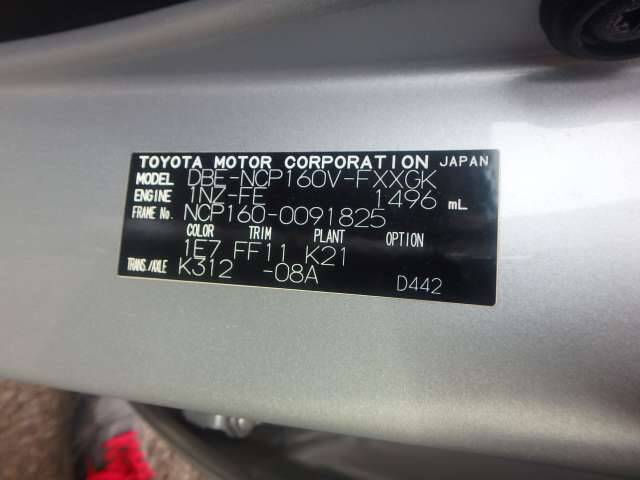 TOYOTA MOTOR CORPORATION JAPAN
MODEL DBE-NCP160V-FXXGK
ENGINE 1NZ-FE 1496 mL
FRAME No. NCP160-0091825
COLOR TRIM PLANT OPTION
1E7 FF11 K21
TRANS./AXLE K312 -08A
D442